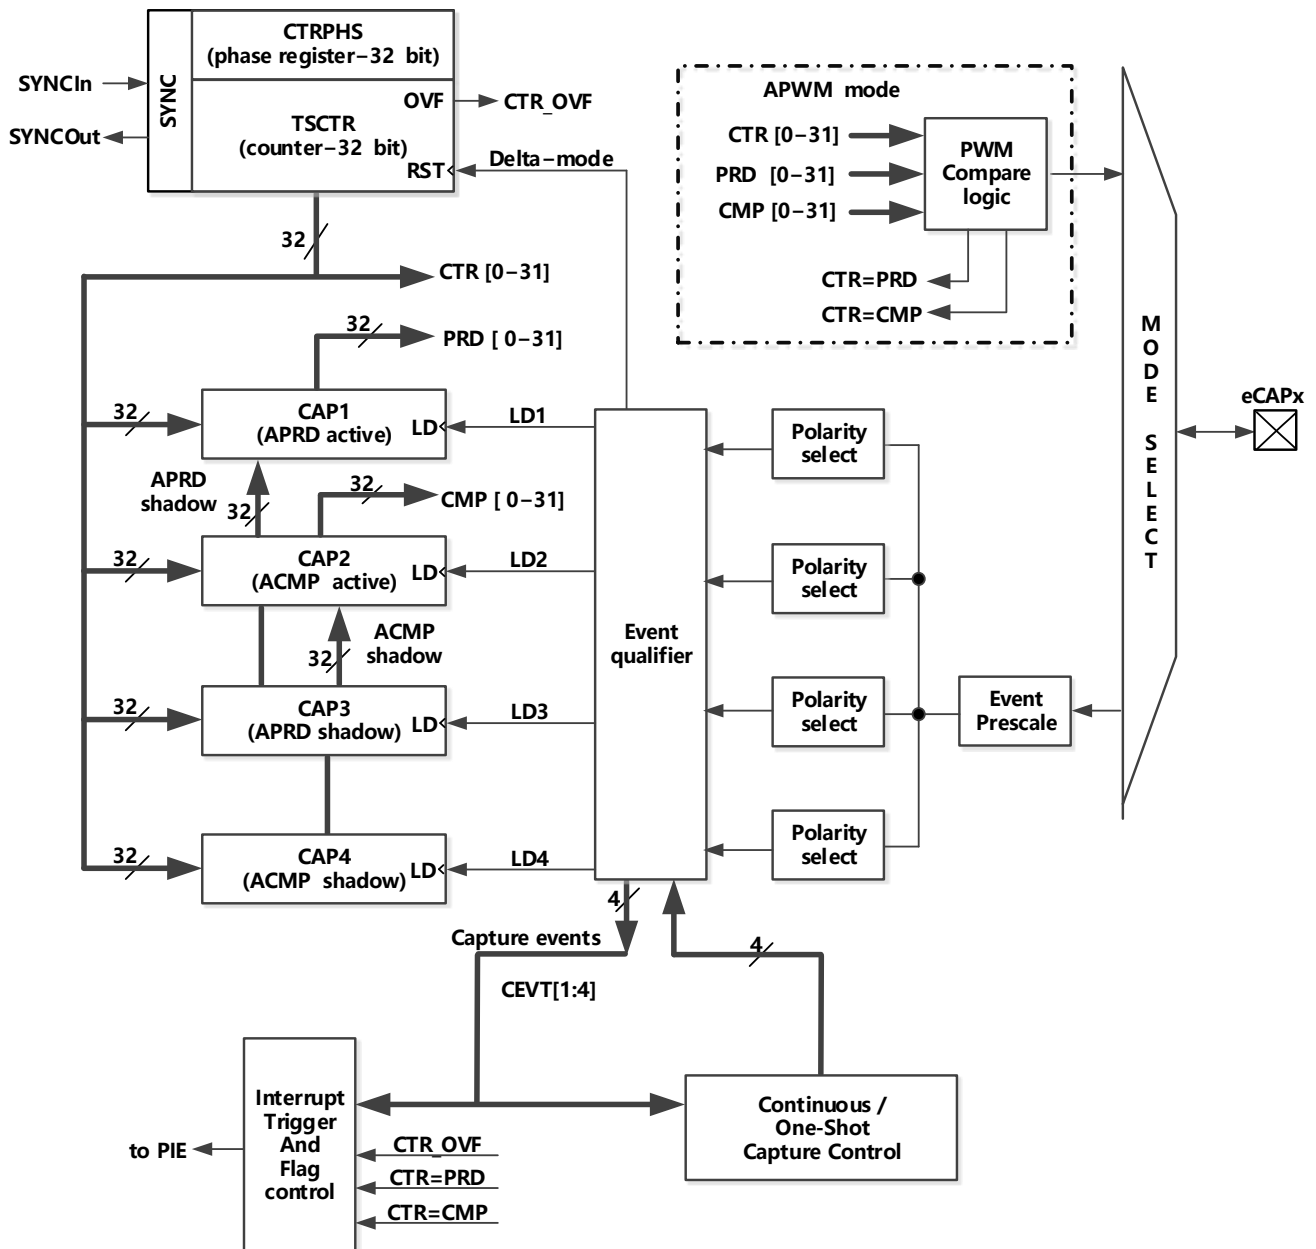 CTRPHS
(phase register-32 bit)
SYNC
SYNCIn
SYNCOut
OVF
CTR_OVF
TSCTR
(counter-32 bit)
RST
Delta-mode
APWM mode
CTR [0-31]
PRD [0-31]
CMP [0-31]
PWM
Compare
logic
CTR=PRD
CTR=CMP
32
CTR [0-31]
32
PRD [ 0-31]
32
CAP1
(APRD active)
LD
LD1
APRD
shadow
32
32
CMP [ 0-31]
32
CAP2
(ACMP active)
LD
LD2
ACMP
shadow
32
32
CAP3
(APRD shadow)
LD
LD3
32
CAP4
(ACMP shadow)
LD
LD4
Event
qualifier
Polarity
select
Polarity
select
Polarity
select
Polarity
select
Event
Prescale
MODE SELECT
eCAPx
4
Capture events
CEVT[1:4]
4
Interrupt
Trigger
And
Flag
control
to PIE
CTR_OVF
CTR=PRD
CTR=CMP
Continuous /
One-Shot
Capture Control